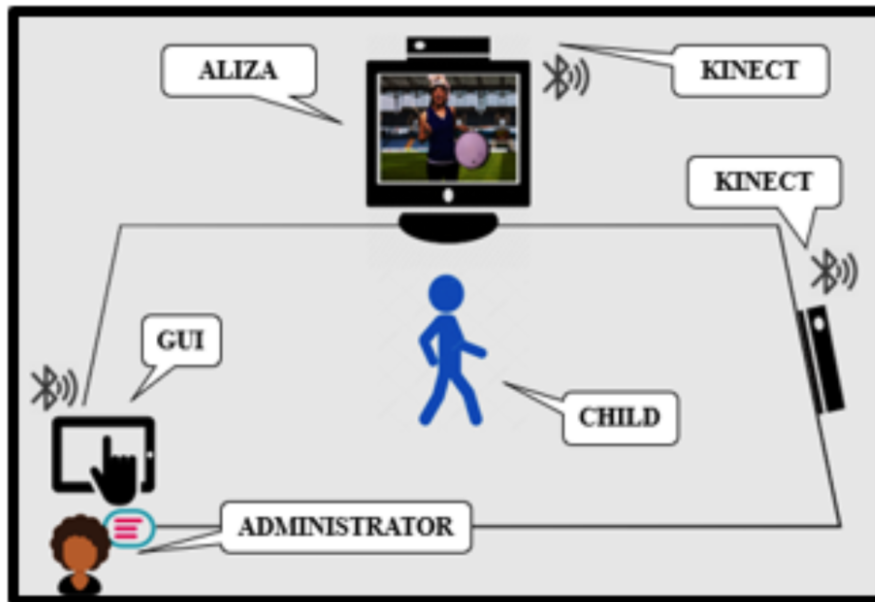 ALIZA
KINECT
KINECT
GUI
CHILD
ADMINISTRATOR